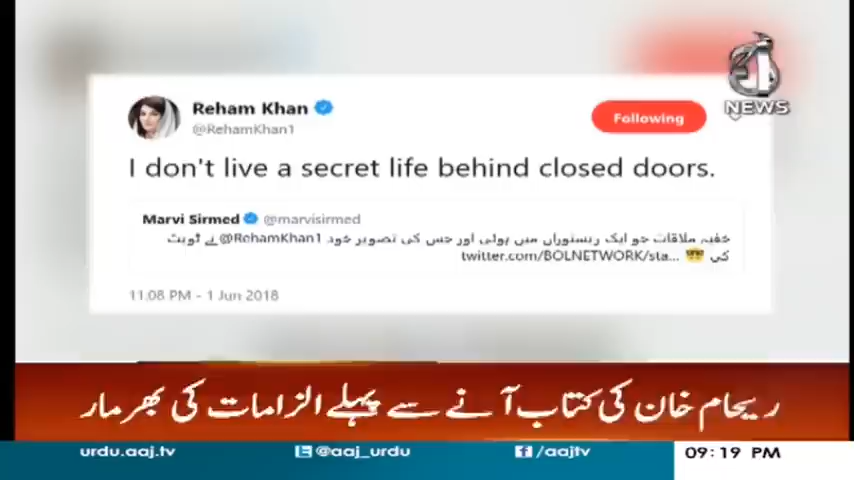 NEWS
Reham Khan
@RehamKhan1
Following
I don't live a secret life behind closed doors.
Marvi Sirmed @marvisirmed
خفیہ ملاقات جو ایک ریستوراں میں ہوئی اور جس کی تصویر خود @RehamKhan1 نے ٹویٹ
کی twitter.com/BOLNETWORK/sta...
11:08 PM - 1 Jun 2018
ریحام خان کی کتاب آنے سے پہلے الزامات کی بھرمار
urdu.aaj.tv @aaj_urdu /aajtv 09:19 PM